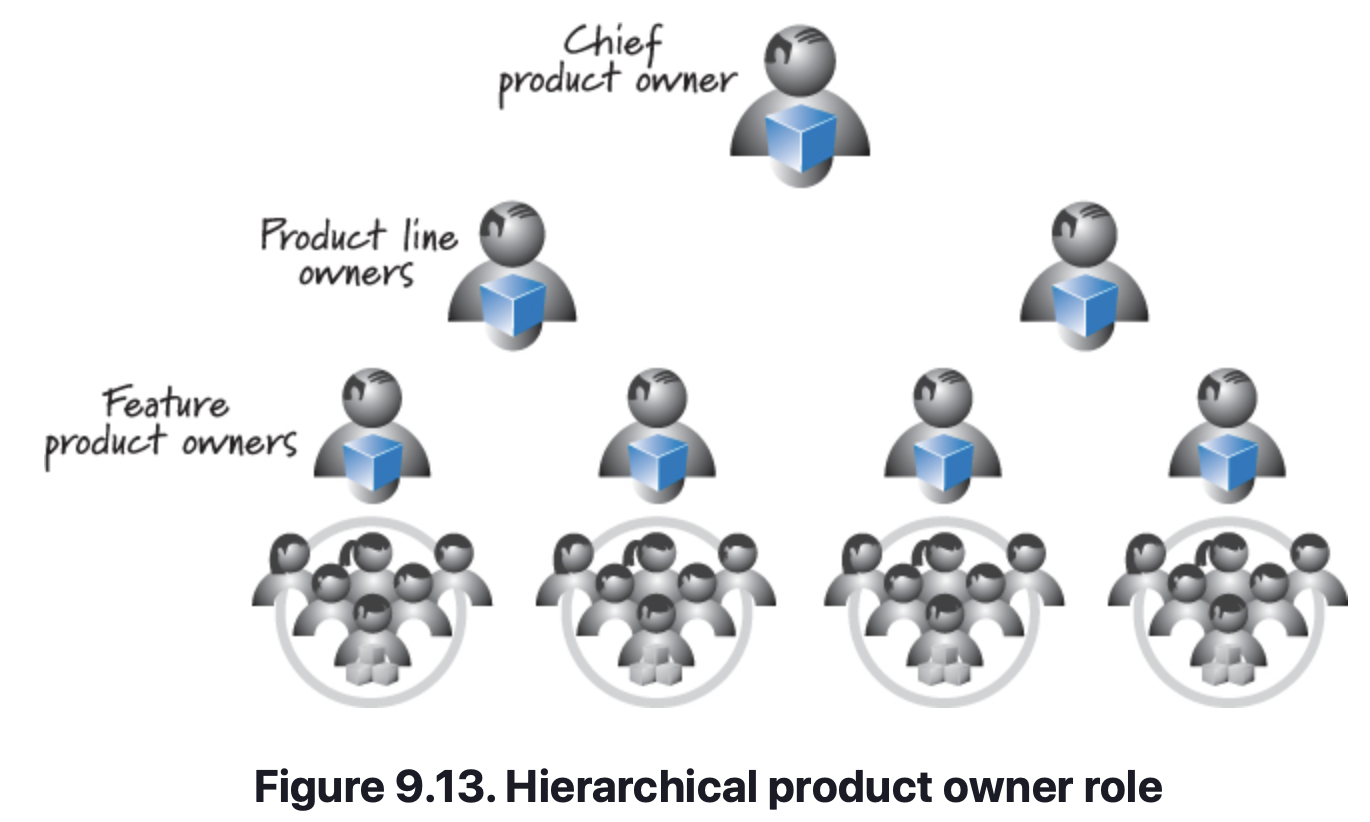 Chief
product owner
Product line
owners
Feature
product owners
Figure 9.13. Hierarchical product owner role